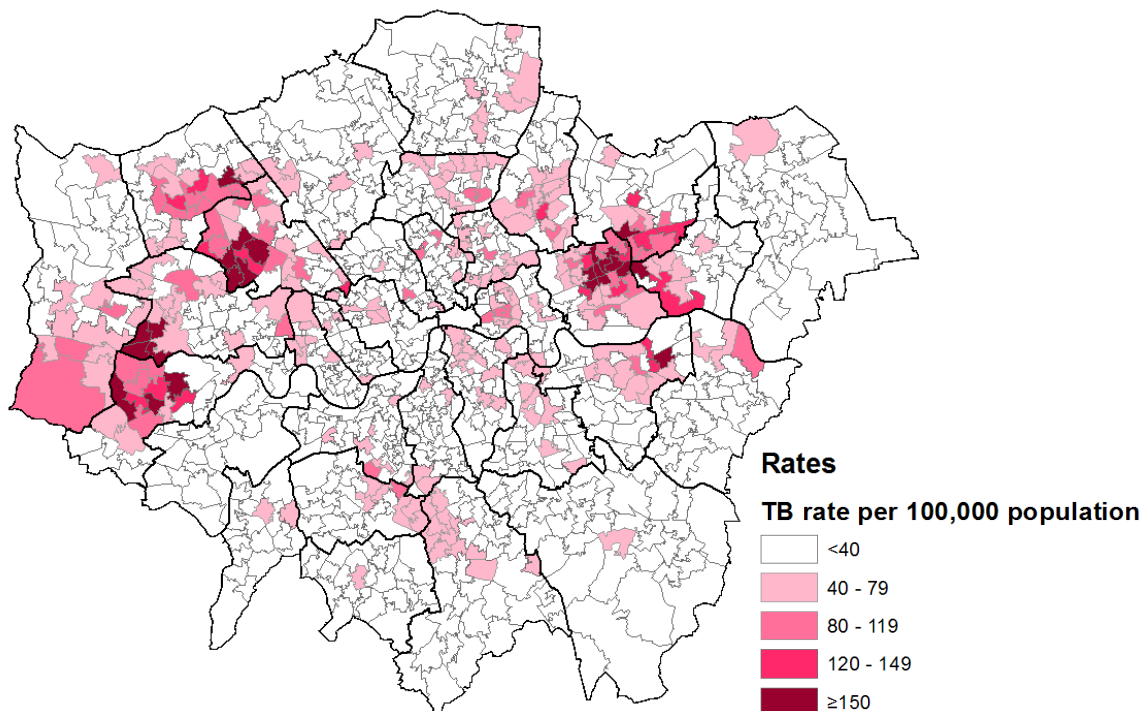 Rates
TB rate per 100,000 population
<40
40 - 79
80 - 119
120 - 149
≥150